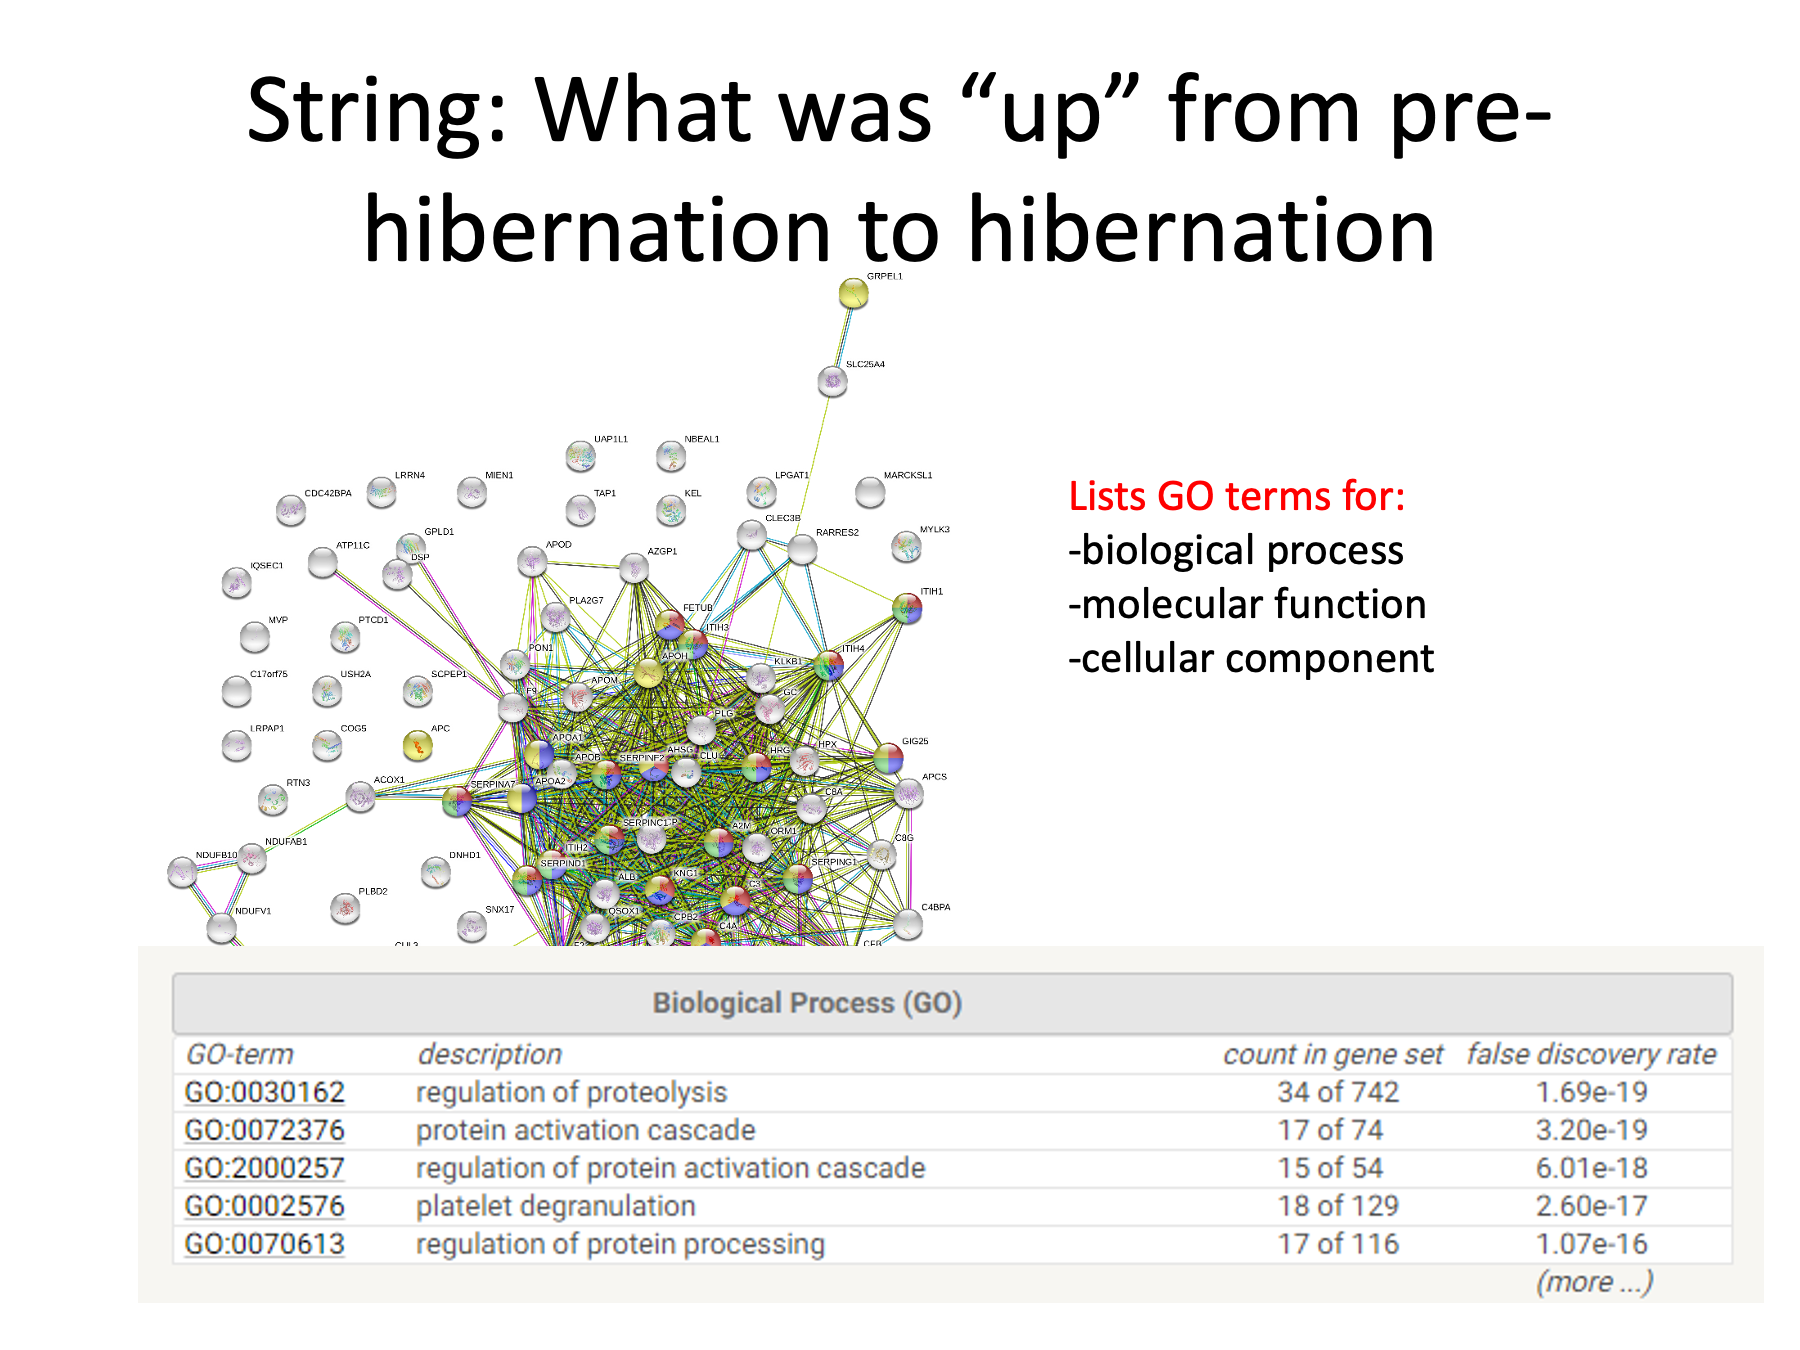 String: What was “up” from pre-
hibernation to hibernation
GRPEL1
SLC25A4
UAP1L1
NBEAL1
LRRN4
MIEN1
LPGAT1
MARCKSL1
CDC42BPA
TAP1
KEL
CLEC3B
RARRES2
MYLK3
GPLD1
ATP11C
DSP
APOD
AZGP1
IQSEC1
ITIH1
PLA2G7
FETUB
MVP
PTCD1
ITIH3
PON1
APOH
KLKB1
ITIH4
C17orf75
USH2A
SCPEP1
F9
APOM
GC
PLG
LRPAP1
COG5
APC
APOA1
AHSG
HRG
HPX
GIG25
APOB
SERPINF2
CLU
RTN3
ACOX1
SERPINA7
APOA2
APCS
C8A
SERPINC1
A2M
ORM1
C8G
NDUFAB1
NDUFB10
DNHD1
ITIH2
SERPIND1
SERPING1
ALB
KNG1
C3
PLBD2
NDUFV1
SNX17
QSOX1
CPB2
C4A
C4BPA
CUL3
F2
CFB
Lists GO terms for:
-biological process
-molecular function
-cellular component
Biological Process (GO)
GO-term description count in gene set false discovery rate
GO:0030162 regulation of proteolysis 34 of 742 1.69e-19
GO:0072376 protein activation cascade 17 of 74 3.20e-19
GO:2000257 regulation of protein activation cascade 15 of 54 6.01e-18
GO:0002576 platelet degranulation 18 of 129 2.60e-17
GO:0070613 regulation of protein processing 17 of 116 1.07e-16
(more ...)